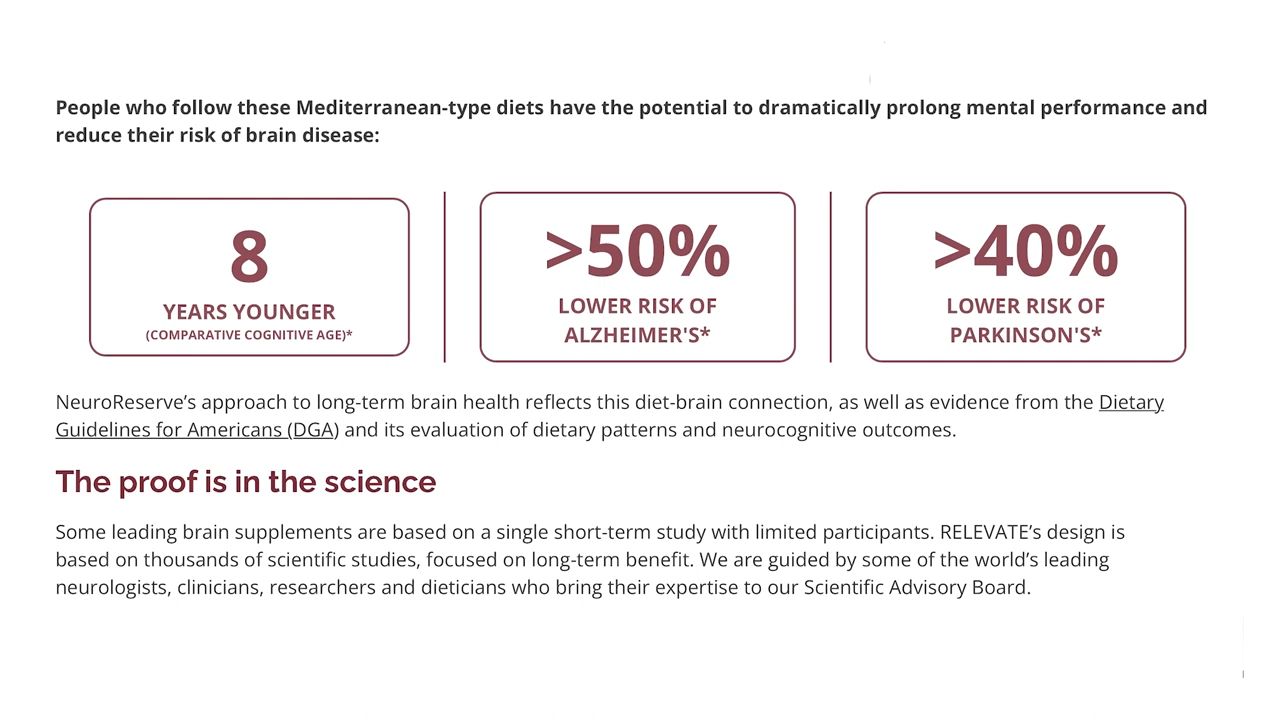 People who follow these Mediterranean-type diets have the potential to dramatically prolong mental performance and
reduce their risk of brain disease:
8
YEARS YOUNGER
(COMPARATIVE COGNITIVE AGE)*
>50%
LOWER RISK OF
ALZHEIMER'S*
>40%
LOWER RISK OF
PARKINSON'S*
NeuroReserve’s approach to long-term brain health reflects this diet-brain connection, as well as evidence from the Dietary
Guidelines for Americans (DGA) and its evaluation of dietary patterns and neurocognitive outcomes.
The proof is in the science
Some leading brain supplements are based on a single short-term study with limited participants. RELEVATE’s design is
based on thousands of scientific studies, focused on long-term benefit. We are guided by some of the world’s leading
neurologists, clinicians, researchers and dieticians who bring their expertise to our Scientific Advisory Board.